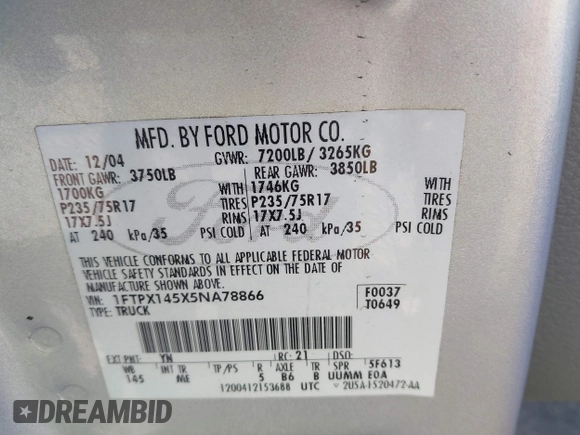 MFD. BY FORD MOTOR CO.
DATE: 12/04 GVWR: 7200LB/ 3265KG
FRONT GAWR: 3750LB REAR GAWR: 3850LB
1700KG WITH 1746KG WITH
P235/75R17 TIRES P235/75R17 TIRES
17X7.5J RIMS 17X7.5J RIMS
AT 240 kPa/35 PSI COLD AT 240 kPa/35 PSI COLD
Ford
THIS VEHICLE CONFORMS TO ALL APPLICABLE FEDERAL MOTOR
VEHICLE SAFETY STANDARDS IN EFFECT ON THE DATE OF
MANUFACTURE SHOWN ABOVE.
VIN: 1FTPX145X5NA78866 F0037
TYPE: TRUCK T0649
EXT PNT: YN RC: 21 DSO:
WB INT TR TP/PS R AXLE TR SPR 5F613
145 ME 5 B6 B UUMM E0A
1200412153688 UTC 2USA-1520472-AA
DREAMBID